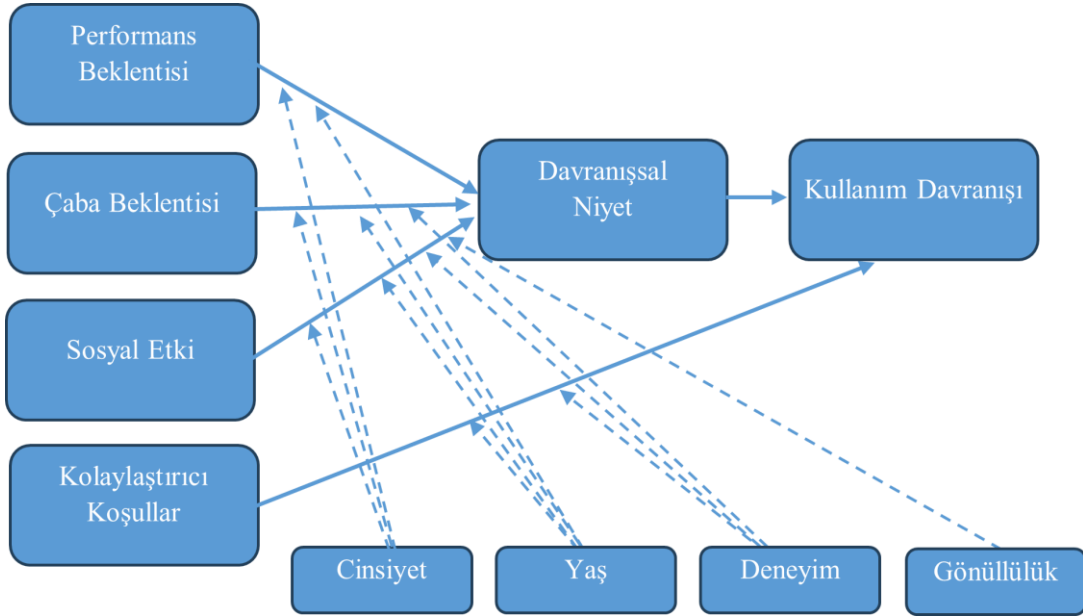 Performans
Beklentisi
Çaba Beklentisi
Davranışsal
Niyet
Kullanım Davranışı
Sosyal Etki
Kolaylaştırıcı
Koşullar
Cinsiyet
Yaş
Deneyim
Gönüllülük